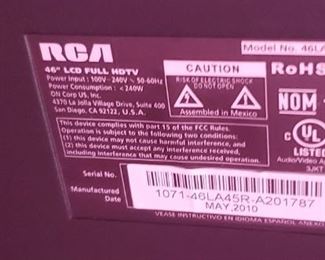 RCA
46" LCD FULL HDTV
Power Input : 100V - 240V ~ 50-60Hz
Power Consumption : < 240W
ON Corp US, Inc.
4370 La Jolla Village Drive, Suite 600
San Diego, CA 92122, U.S.A.
Model No. 46LA
CAUTION
RISK OF ELECTRIC SHOCK
DO NOT OPEN
Assembled in Mexico
RoHS
NOM
C UL
LISTED
Audio/Video A
This device complies with part 15 of the FCC Rules.
Operation is subject to the following two conditions:
(1) this device may not cause harmful interference, and
(2) this device must accept any interference received,
including interference that may cause undesired operation.
Serial No.
1071-46LA45R-A201787
Manufactured
Date
MAY,2010
VEASE INSTRUCTIVO EN IDIOMA ESPANOL ANEXO